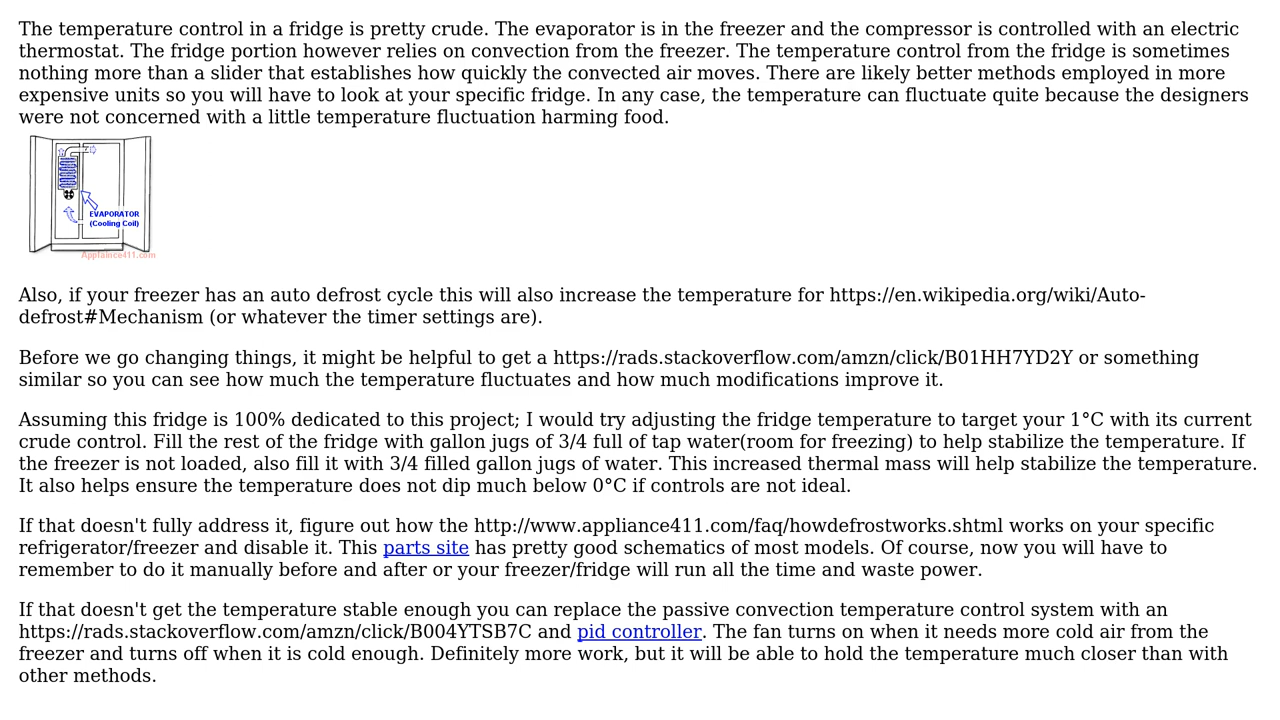 The temperature control in a fridge is pretty crude. The evaporator is in the freezer and the compressor is controlled with an electric
thermostat. The fridge portion however relies on convection from the freezer. The temperature control from the fridge is sometimes
nothing more than a slider that establishes how quickly the convected air moves. There are likely better methods employed in more
expensive units so you will have to look at your specific fridge. In any case, the temperature can fluctuate quite because the designers
were not concerned with a little temperature fluctuation harming food.
EVAPORATOR
(Cooling Coil)
Appliance411.com
Also, if your freezer has an auto defrost cycle this will also increase the temperature for https://en.wikipedia.org/wiki/Auto-
defrost#Mechanism (or whatever the timer settings are).
Before we go changing things, it might be helpful to get a https://rads.stackoverflow.com/amzn/click/B01HH7YD2Y or something
similar so you can see how much the temperature fluctuates and how much modifications improve it.
Assuming this fridge is 100% dedicated to this project; I would try adjusting the fridge temperature to target your 1°C with its current
crude control. Fill the rest of the fridge with gallon jugs of 3/4 full of tap water(room for freezing) to help stabilize the temperature. If
the freezer is not loaded, also fill it with 3/4 filled gallon jugs of water. This increased thermal mass will help stabilize the temperature.
It also helps ensure the temperature does not dip much below 0°C if controls are not ideal.
If that doesn't fully address it, figure out how the http://www.appliance411.com/faq/howdefrostworks.shtml works on your specific
refrigerator/freezer and disable it. This parts site has pretty good schematics of most models. Of course, now you will have to
remember to do it manually before and after or your freezer/fridge will run all the time and waste power.
If that doesn't get the temperature stable enough you can replace the passive convection temperature control system with an
https://rads.stackoverflow.com/amzn/click/B004YTSB7C and pid controller. The fan turns on when it needs more cold air from the
freezer and turns off when it is cold enough. Definitely more work, but it will be able to hold the temperature much closer than with
other methods.